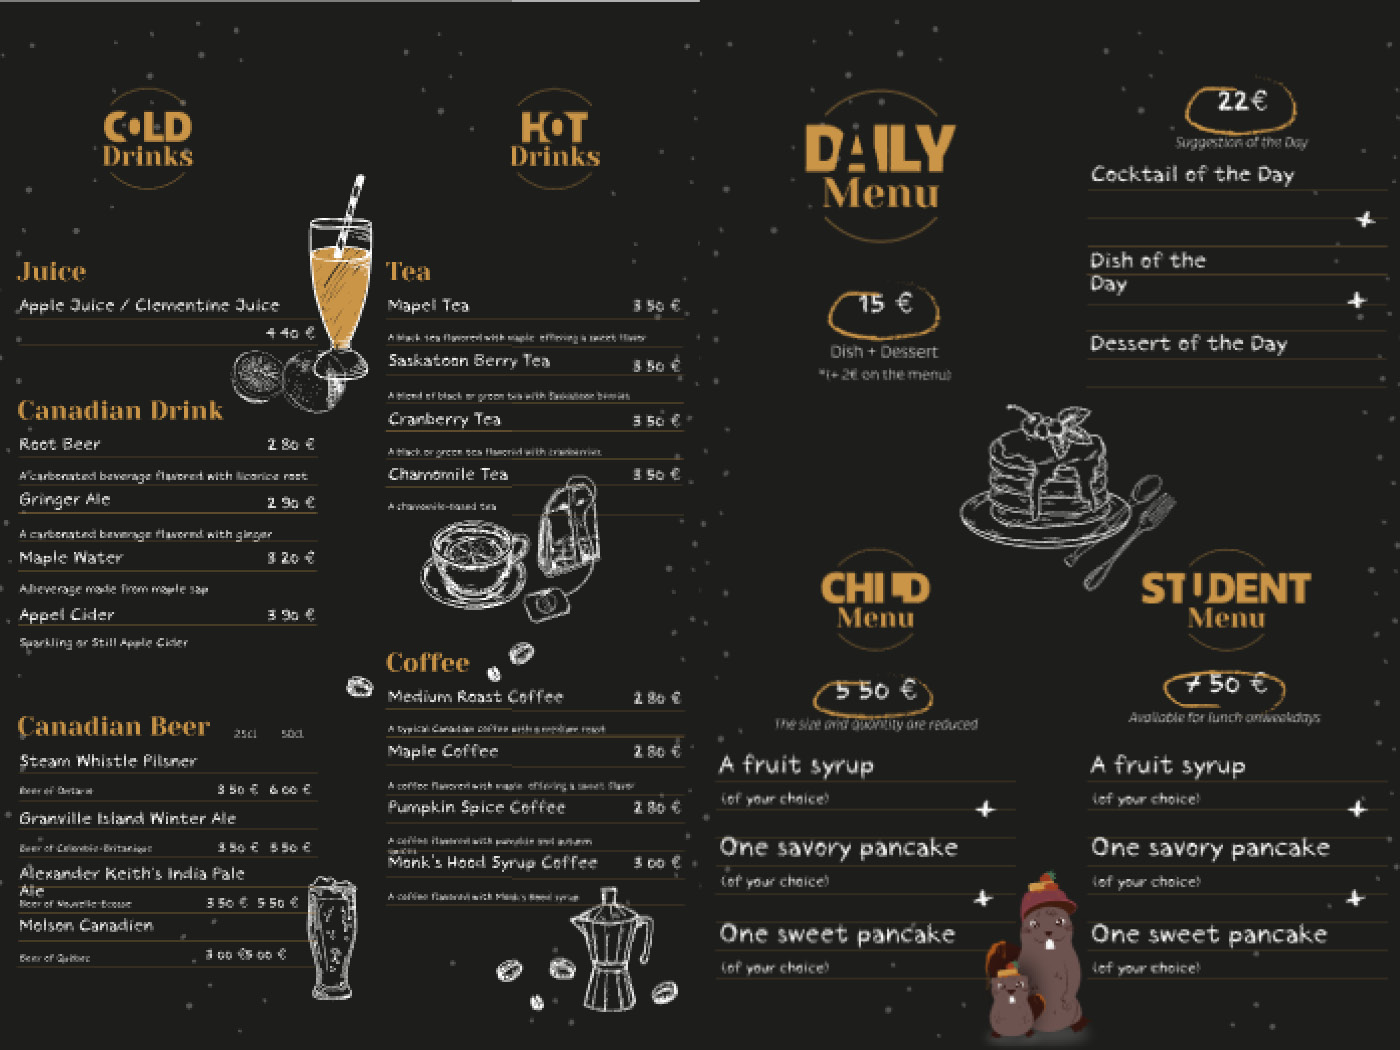 COLD
Drinks
Juice
Apple Juice / Clementine Juice
4 40 €
Canadian Drink
Root Beer 2 80 €
A carbonated beverage flavored with licorice root
Gringer Ale 2 90 €
A carbonated beverage flavored with ginger
Maple Water 3 20 €
A beverage made from maple sap
Appel Cider 3 90 €
Sparkling or Still Apple Cider
Canadian Beer 25cl 50cl
Steam Whistle Pilsner
Beer of Ontario 3 50 € 6 00 €
Granville Island Winter Ale
Beer of Colombie-Britanique 3 50 € 5 50 €
Alexander Keith's India Pale
Ale
Beer of Nouvelle-Ecosse 3 50 € 5 50 €
Molson Canadien
Beer of Québec 3 00 €5 00 €
HOT
Drinks
Tea
Mapel Tea 3 50 €
A black tea flavored with maple offering a sweet flavor
Saskatoon Berry Tea 3 50 €
A blend of black or green tea with Saskatoon berries
Cranberry Tea 3 50 €
A black or green tea flavored with cranberries
Chamomile Tea 3 50 €
A chamomile-based tea
Coffee
Medium Roast Coffee 2 80 €
A typical Canadian coffee with a medium roast
Maple Coffee 2 80 €
A coffee flavored with maple offering a sweet flavor
Pumpkin Spice Coffee 2 80 €
A coffee flavored with pumpkin and autumn
spices
Monk's Hood Syrup Coffee 3 00 €
A coffee flavored with Monk's Hood syrup
DAILY
Menu
15 €
Dish + Dessert
*(+ 2€ on the menu)
22€
Suggestion of the Day
Cocktail of the Day
+
Dish of the
Day
+
Dessert of the Day
CHILD
Menu
5 50 €
The size and quantity are reduced
A fruit syrup
(of your choice)
+
One savory pancake
(of your choice)
+
One sweet pancake
(of your choice)
STUDENT
Menu
7 50 €
Available for lunch onweekdays
A fruit syrup
(of your choice)
+
One savory pancake
(of your choice)
+
One sweet pancake
(of your choice)